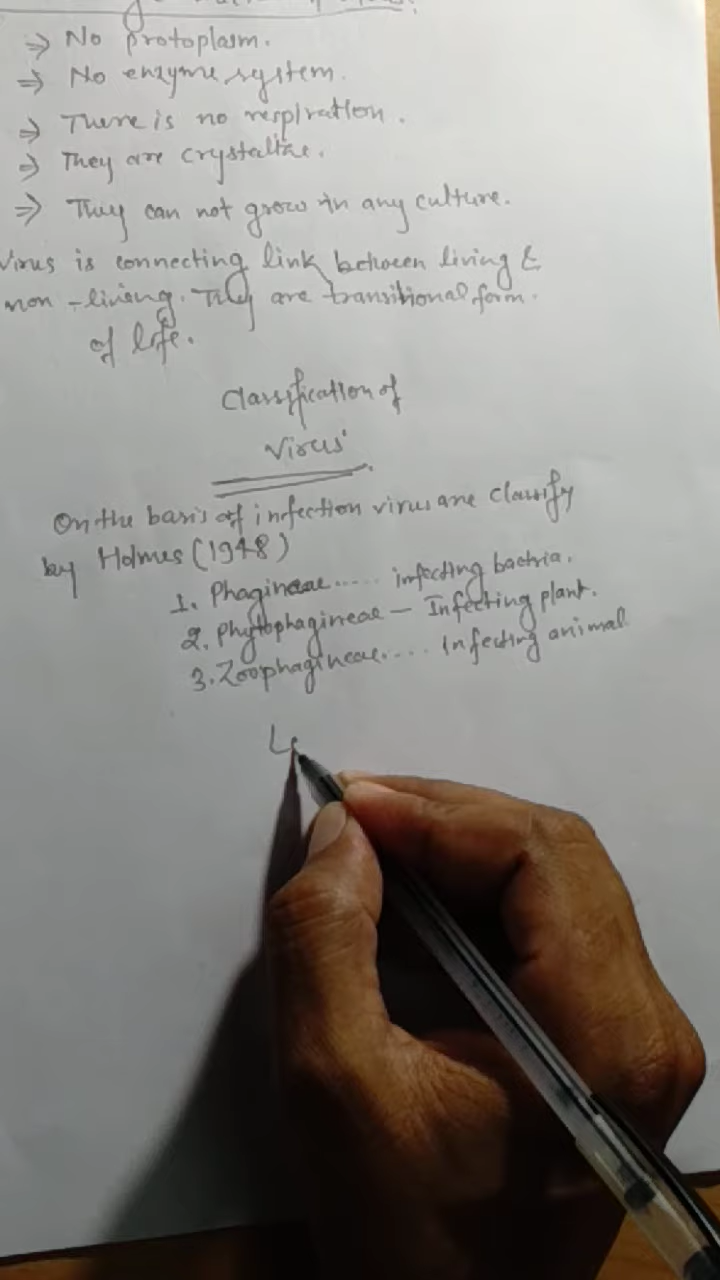 ⇒ No protoplasm.
⇒ No enzyme system.
⇒ There is no respiration.
⇒ They are crystalline.
⇒ They can not grow in any culture.
Virus is connecting link between living &
non-living. They are transitional form.
of life.
Classification of
Virus
On the basis of infection virus are classify
by Holmes (1948)
1. Phagineae..... infecting bactria.
2. Phytophagineae — Infecting plant.
3. Zoophagineae.... Infecting animal